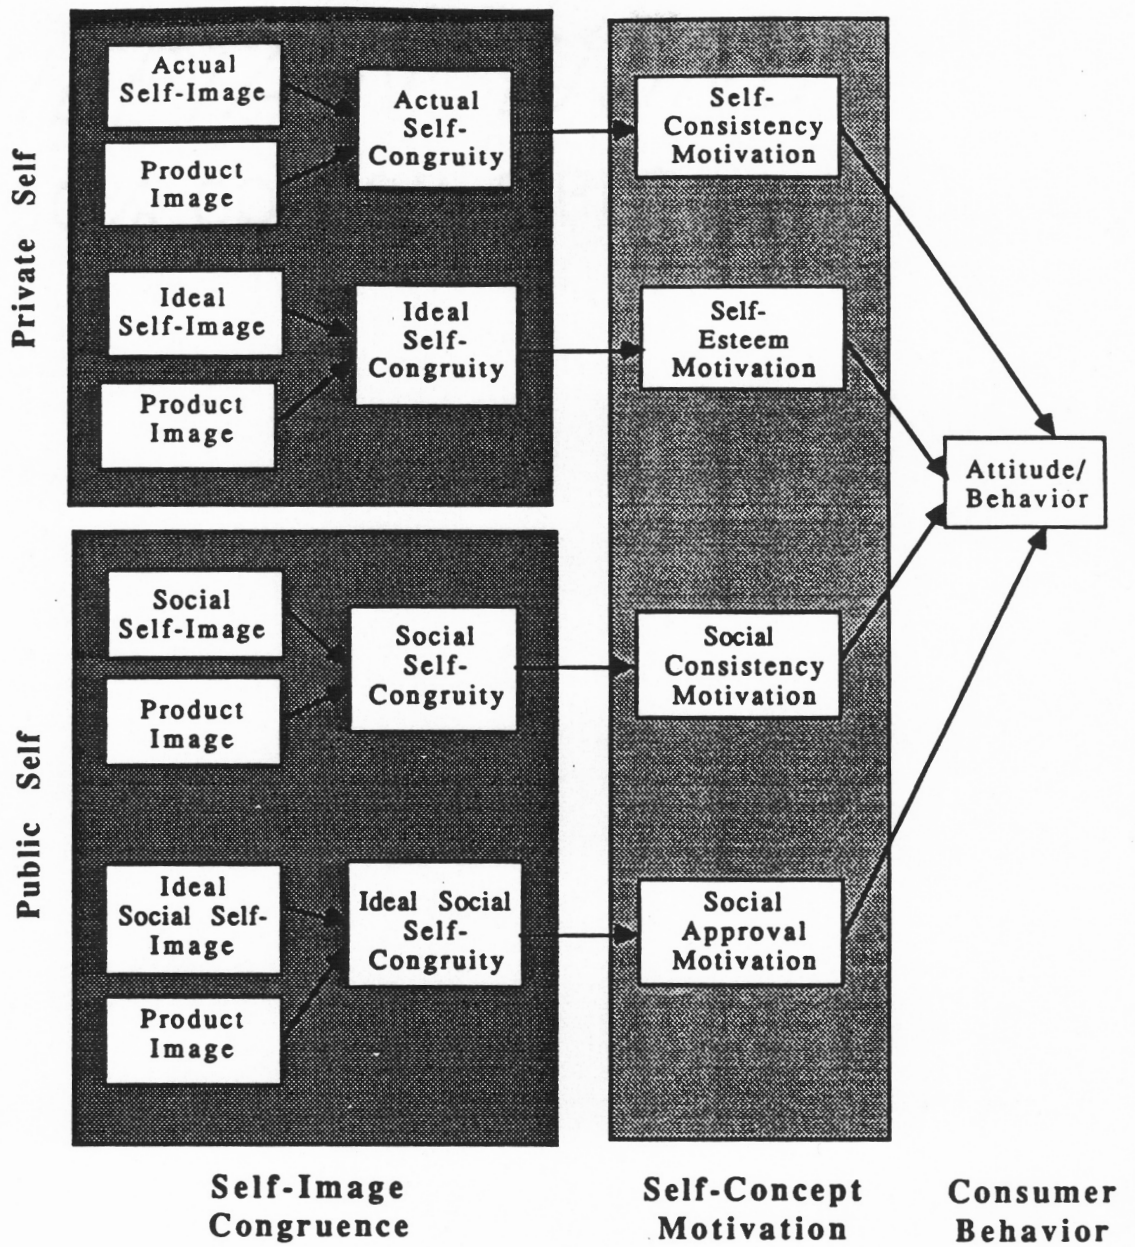 Private Self
Actual
Self-Image
Product
Image
Actual
Self-
Congruity
Self-
Consistency
Motivation
Ideal
Self-Image
Product
Image
Ideal
Self-
Congruity
Self-
Esteem
Motivation
Attitude/
Behavior
Public Self
Social
Self-Image
Product
Image
Social
Self-
Congruity
Social
Consistency
Motivation
Ideal
Social Self-
Image
Product
Image
Ideal Social
Self-
Congruity
Social
Approval
Motivation
Self-Image
Congruence
Self-Concept
Motivation
Consumer
Behavior